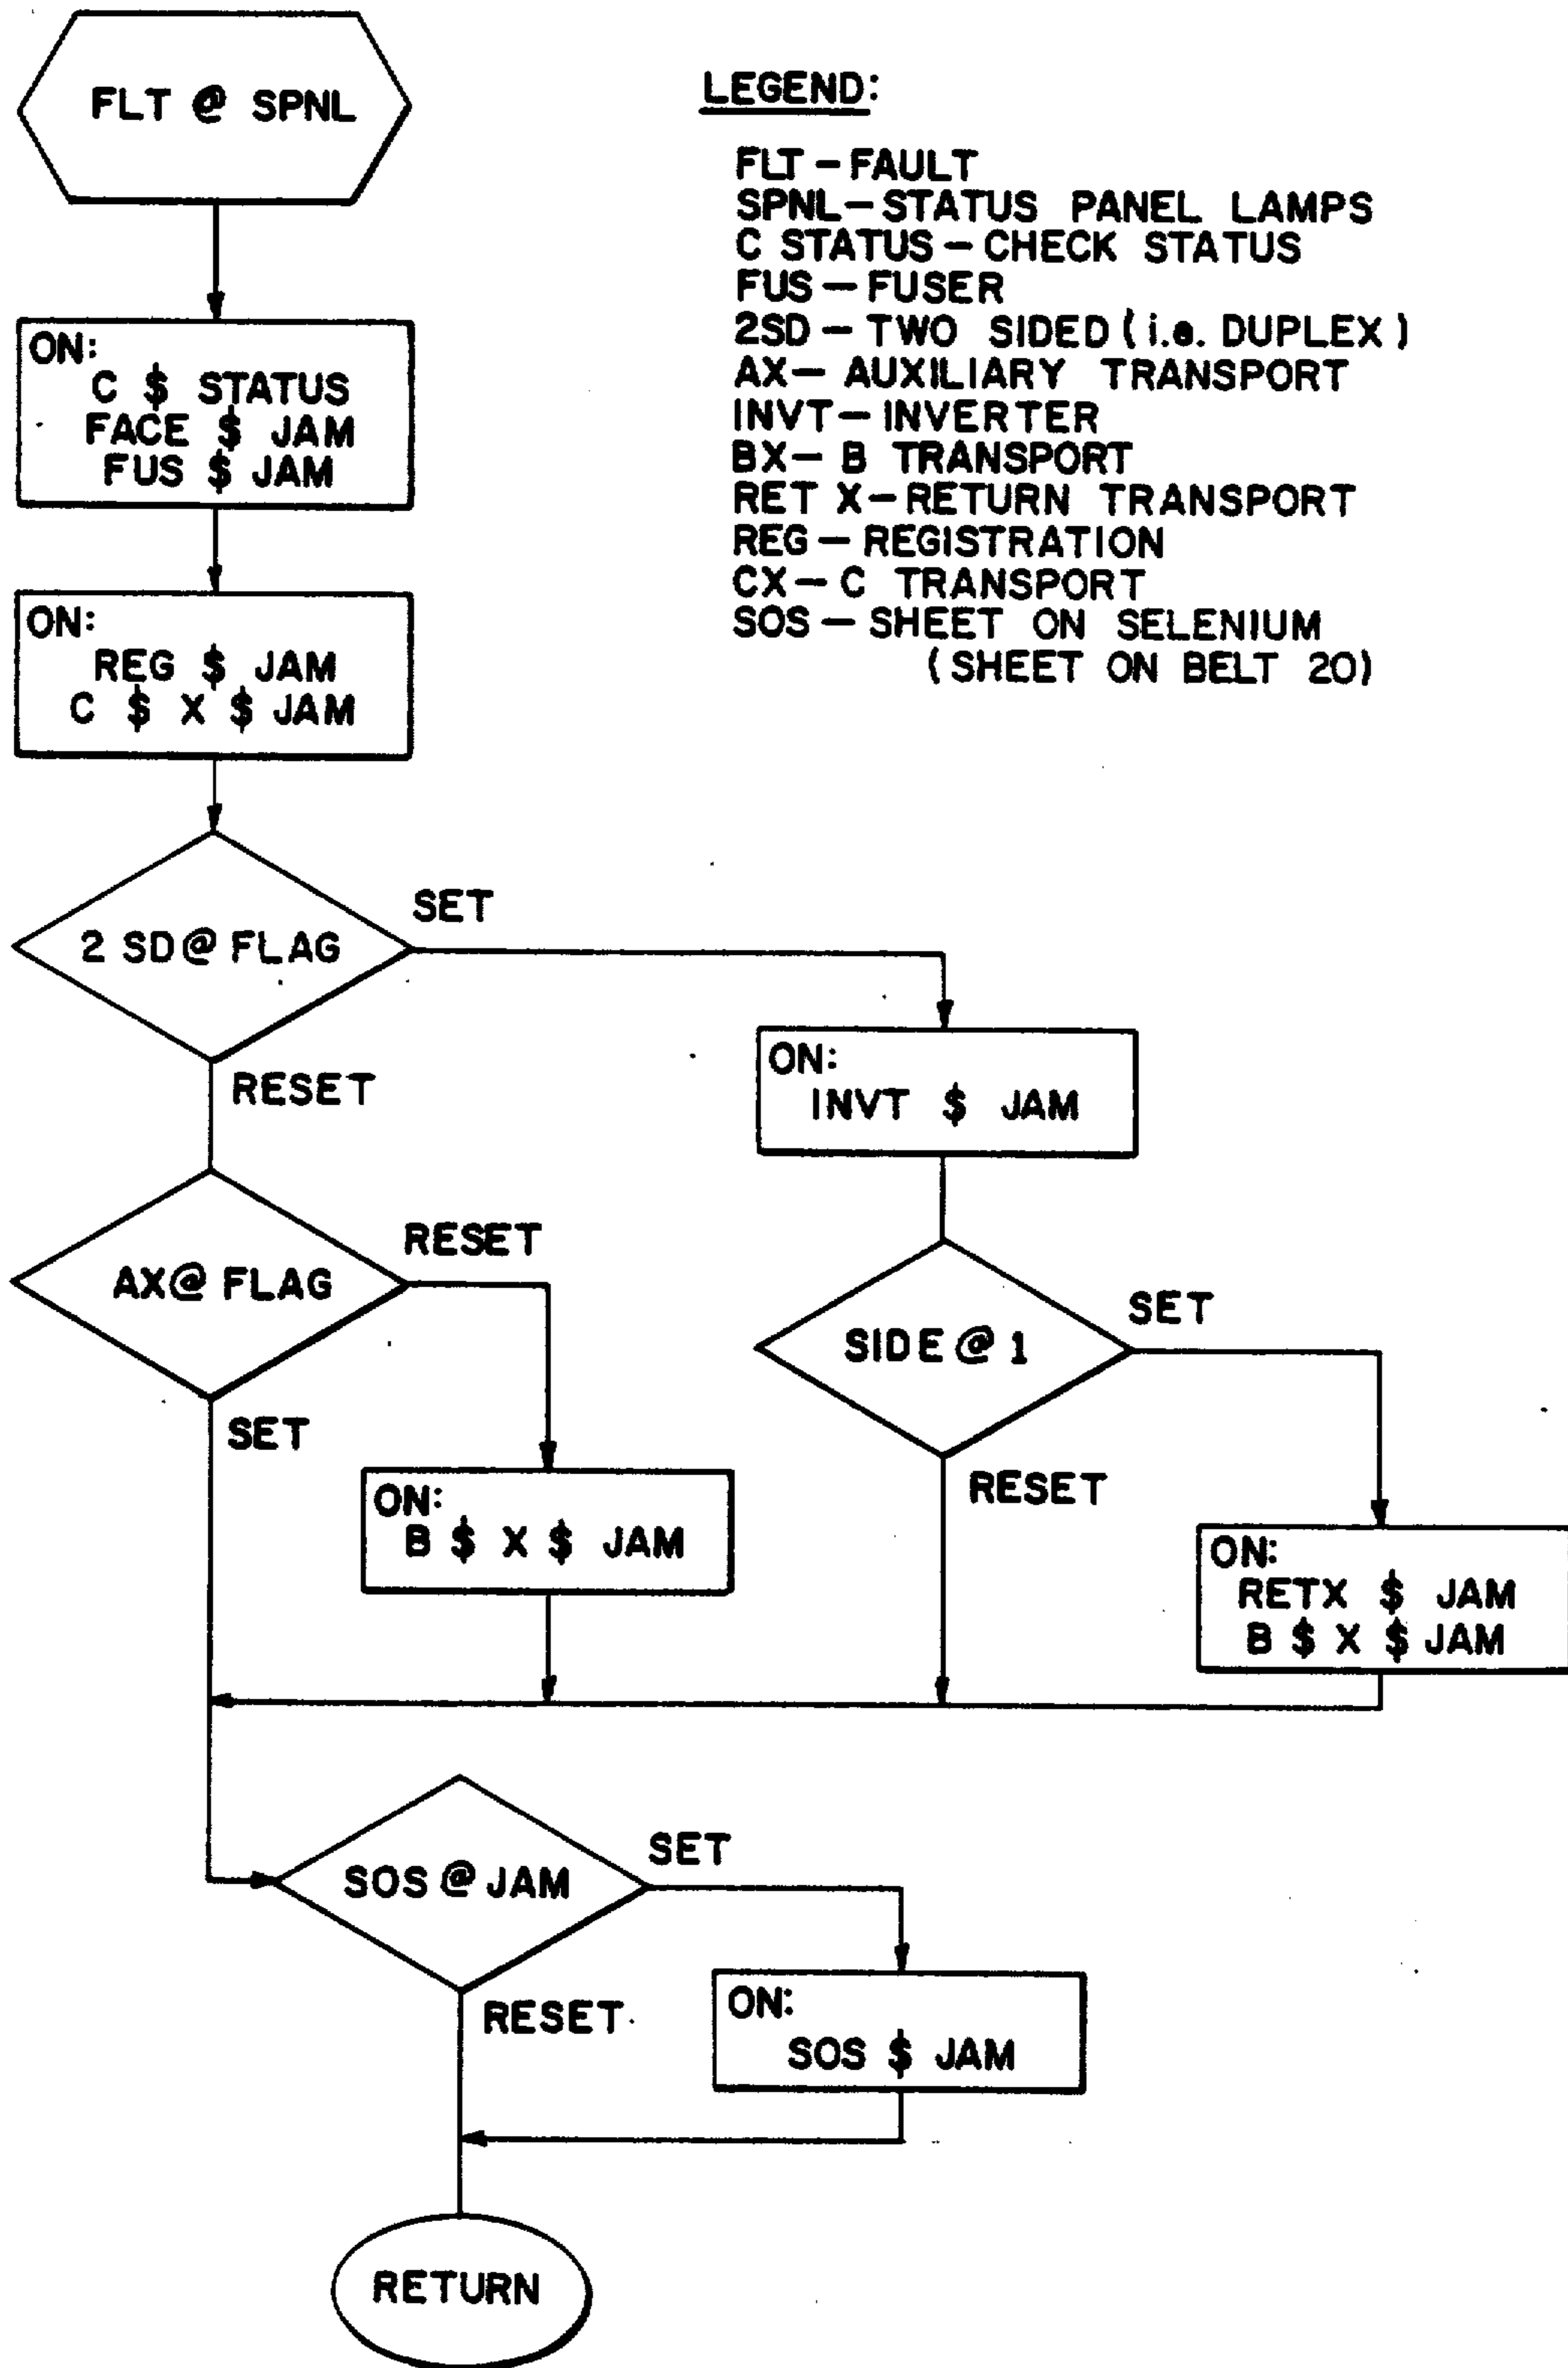 FLT @ SPNL
LEGEND:
FLT – FAULT
SPNL – STATUS PANEL LAMPS
C STATUS – CHECK STATUS
FUS – FUSER
2SD – TWO SIDED (i.e. DUPLEX)
AX – AUXILIARY TRANSPORT
INVT – INVERTER
BX – B TRANSPORT
RET X – RETURN TRANSPORT
REG – REGISTRATION
CX – C TRANSPORT
SOS – SHEET ON SELENIUM
(SHEET ON BELT 20)
ON:
C $ STATUS
FACE $ JAM
FUS $ JAM
ON:
REG $ JAM
C $ X $ JAM
2 SD@ FLAG
SET
RESET
ON:
INVT $ JAM
AX@ FLAG
RESET
SET
SIDE @ 1
SET
RESET
ON:
B $ X $ JAM
ON:
RETX $ JAM
B $ X $ JAM
SOS @ JAM
SET
RESET
ON:
SOS $ JAM
RETURN